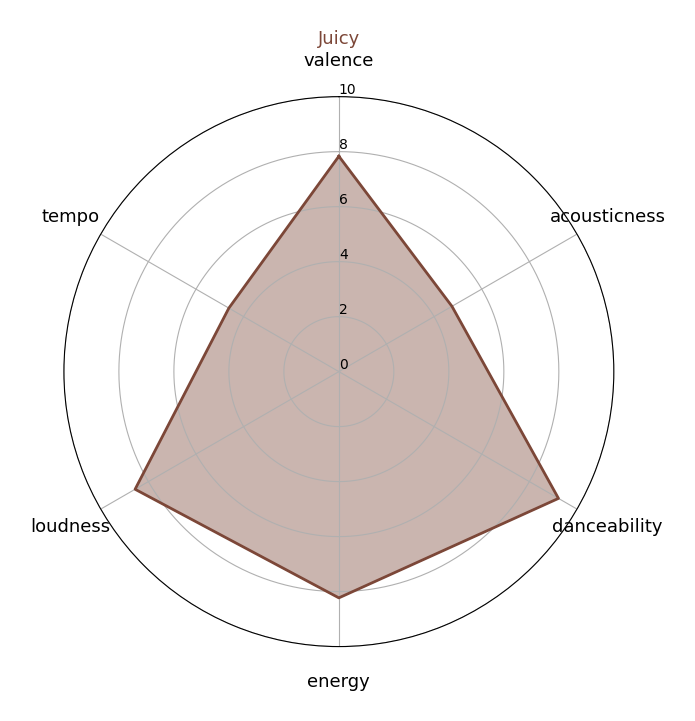 Juicy
valence
10
8
tempo
6
acousticness
4
2
0
loudness
danceability
energy